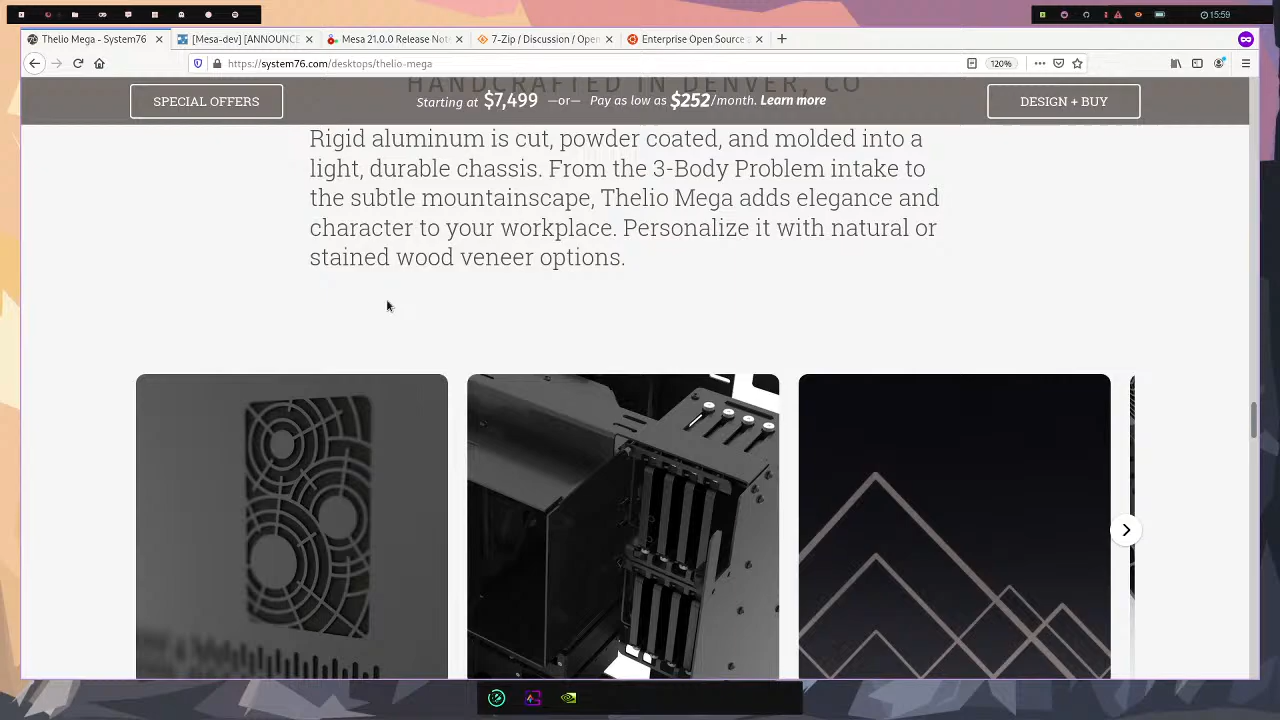 15:59
Thelio Mega - System76
[Mesa-dev] [ANNOUNCE
Mesa 21.0.0 Release Note
7-Zip / Discussion / Open
Enterprise Open Source
https://system76.com/desktops/thelio-mega
120%
HANDCRAFTED IN DENVER, CO
SPECIAL OFFERS
Starting at $7,499 —or— Pay as low as $252/month. Learn more
DESIGN + BUY
Rigid aluminum is cut, powder coated, and molded into a
light, durable chassis. From the 3-Body Problem intake to
the subtle mountainscape, Thelio Mega adds elegance and
character to your workplace. Personalize it with natural or
stained wood veneer options.